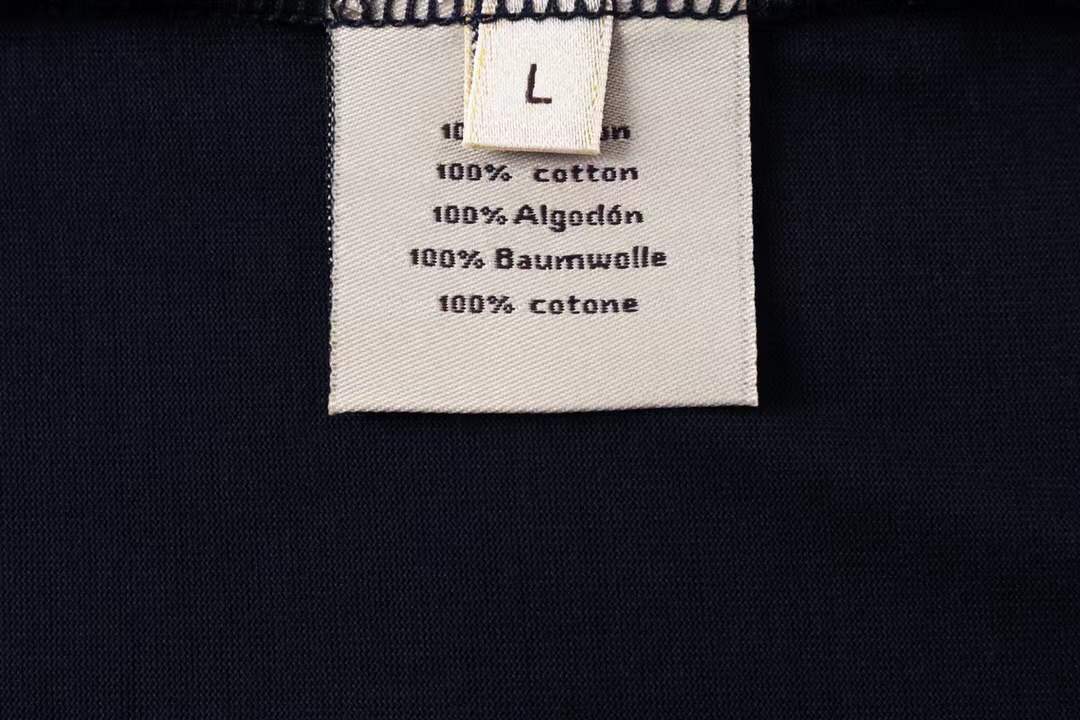 L
100% cotton
100% Algodón
100% Baumwolle
100% cotone